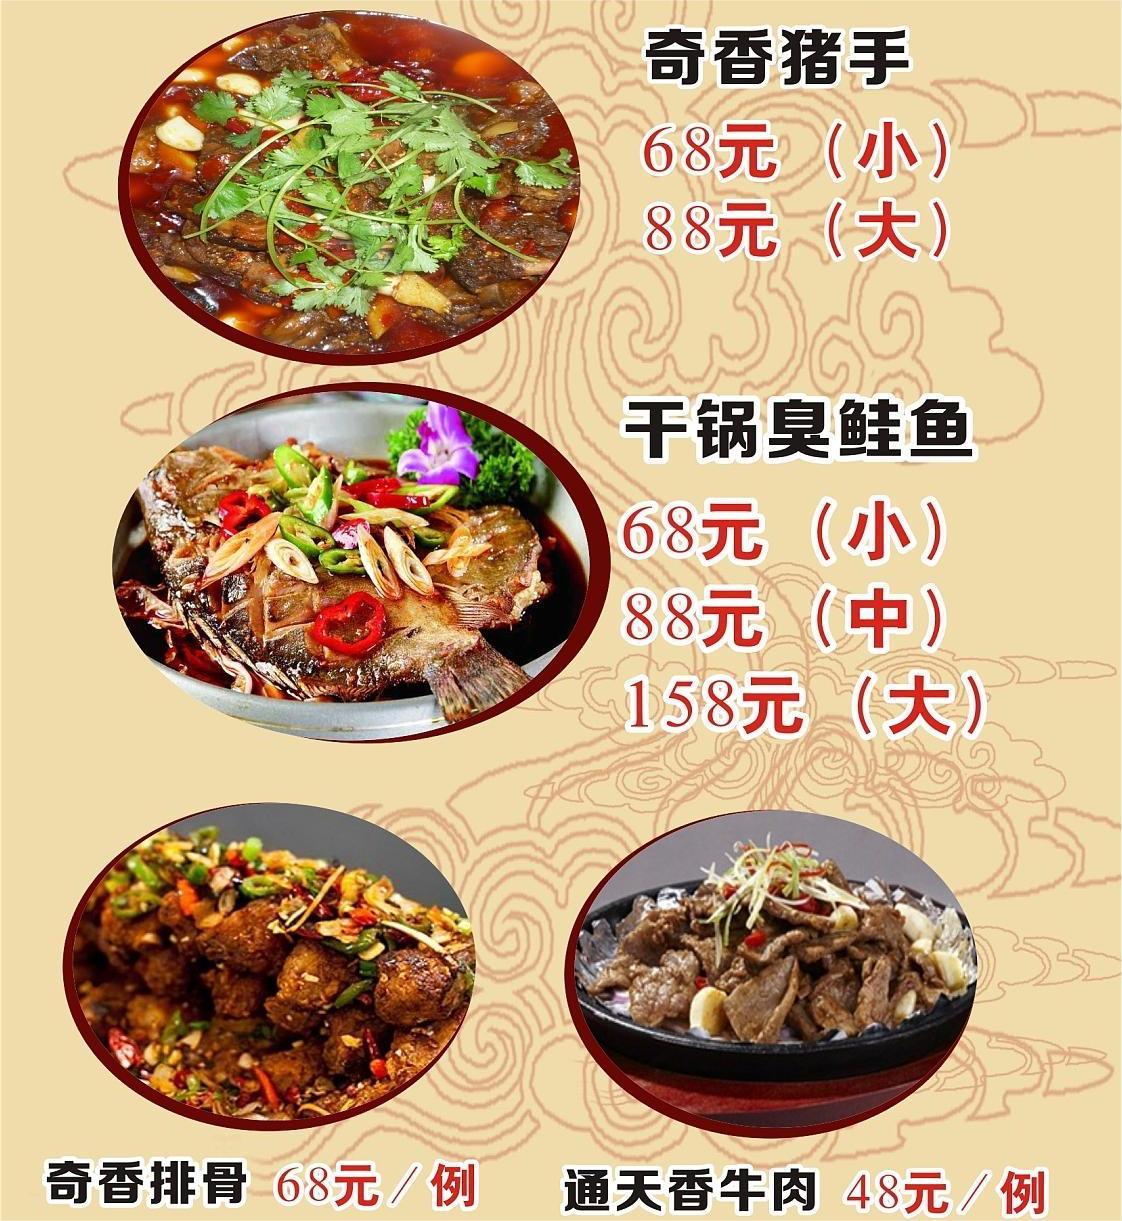 奇香猪手
68元（小）
88元（大）
干锅臭鲑鱼
68元（小）
88元（中）
158元（大）
奇香排骨 68元／例
通天香牛肉 48元／例